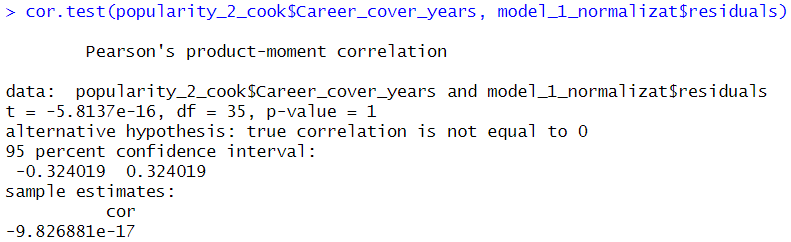 > cor.test(popularity_2_cook$Career_cover_years, model_1_normalizat$residuals)
Pearson's product-moment correlation
data:  popularity_2_cook$Career_cover_years and model_1_normalizat$residuals
t = -5.8137e-16, df = 35, p-value = 1
alternative hypothesis: true correlation is not equal to 0
95 percent confidence interval:
-0.324019  0.324019
sample estimates:
cor
-9.826881e-17